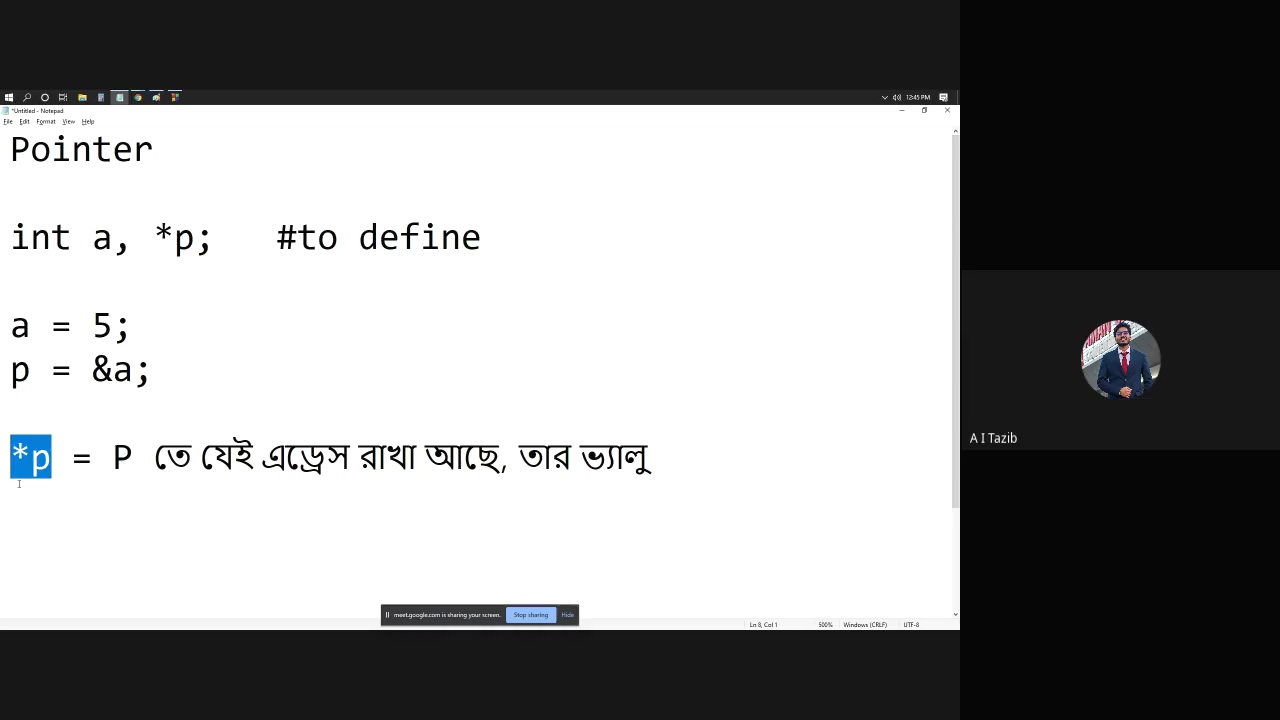 12:45 PM
*Untitled - Notepad
File Edit Format View Help
Pointer
int a, *p;   #to define
a = 5;
p = &a;
*p = P তে যেই এড্রেস রাখা আছে, তার ভ্যালু
A I Tazib
meet.google.com is sharing your screen. Stop sharing Hide
Ln 8, Col 1 500% Windows (CRLF) UTF-8